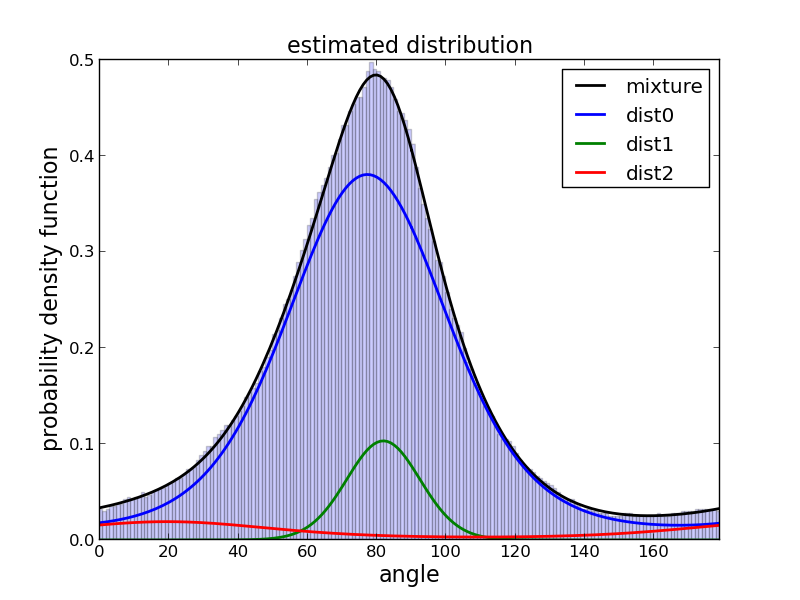 estimated distribution
probability density function
0.5
0.4
0.3
0.2
0.1
0.0
mixture
dist0
dist1
dist2
0 20 40 60 80 100 120 140 160
angle